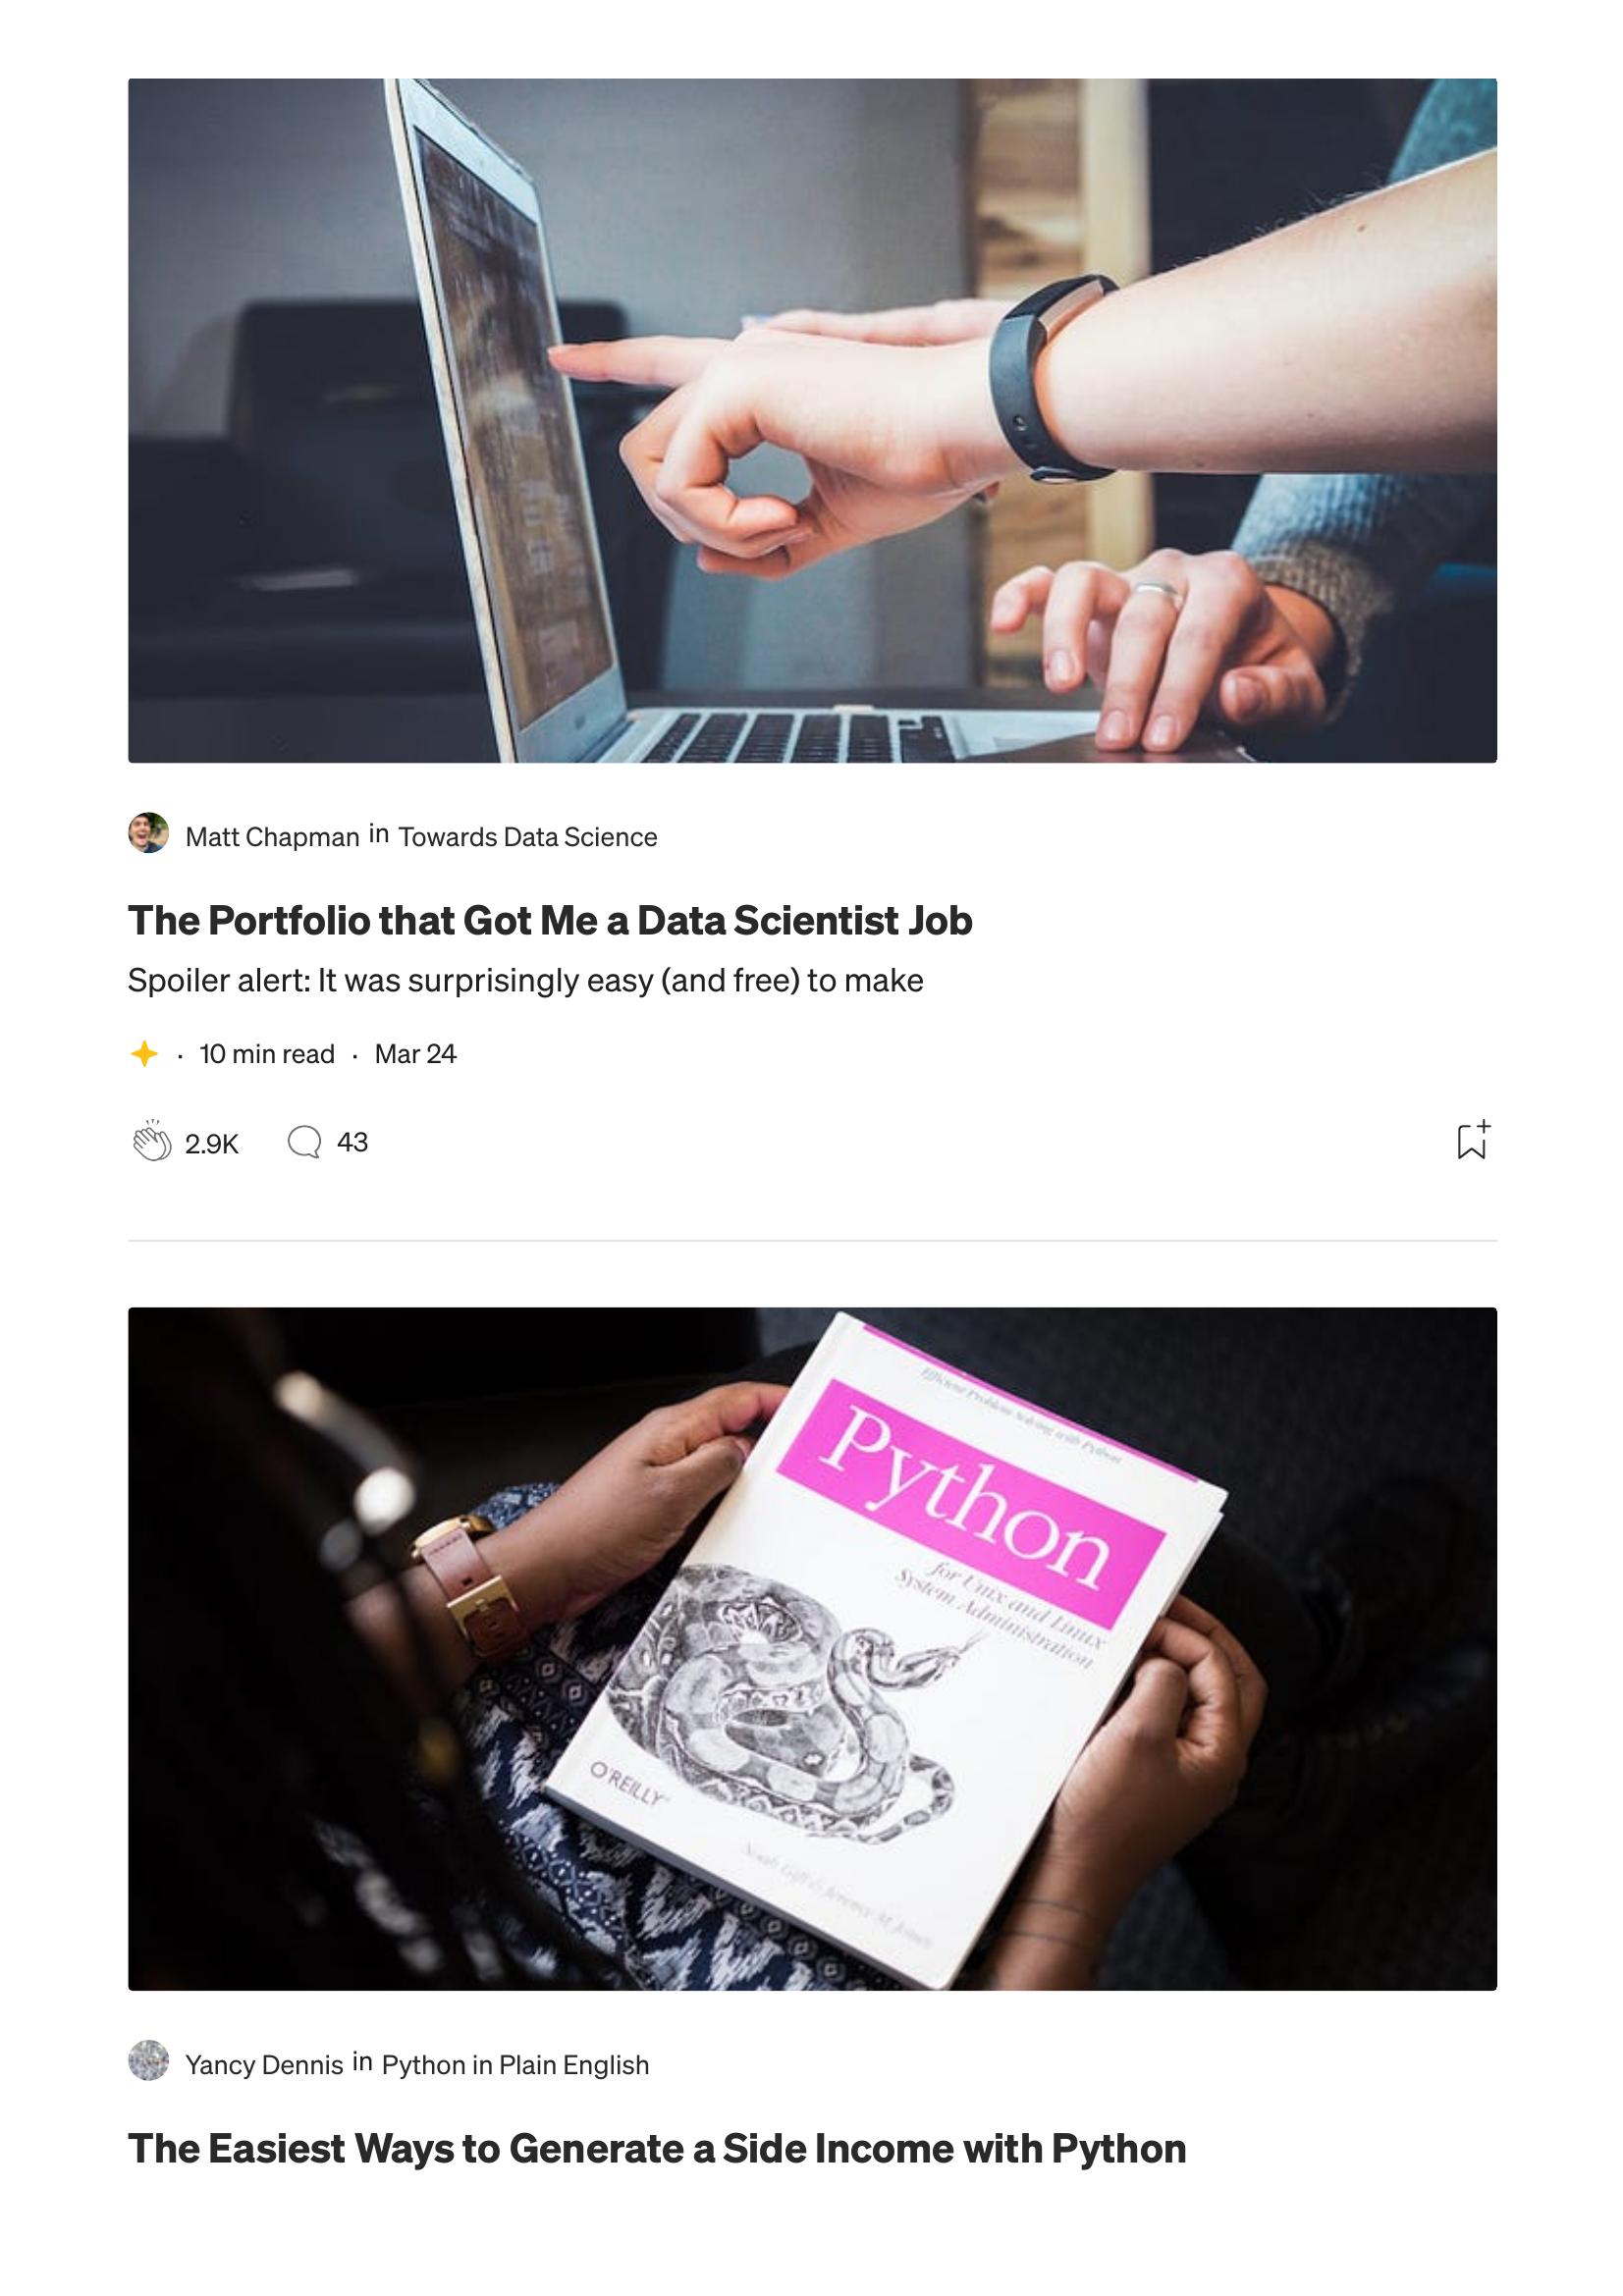 Matt Chapman in Towards Data Science
The Portfolio that Got Me a Data Scientist Job
Spoiler alert: It was surprisingly easy (and free) to make
· 10 min read · Mar 24
2.9K 43
Efficient Problem-Solving with Python
Python
for Unix and Linux
System Administration
O'REILLY®
Noah Gift & Jeremy M. Jones
Yancy Dennis in Python in Plain English
The Easiest Ways to Generate a Side Income with Python